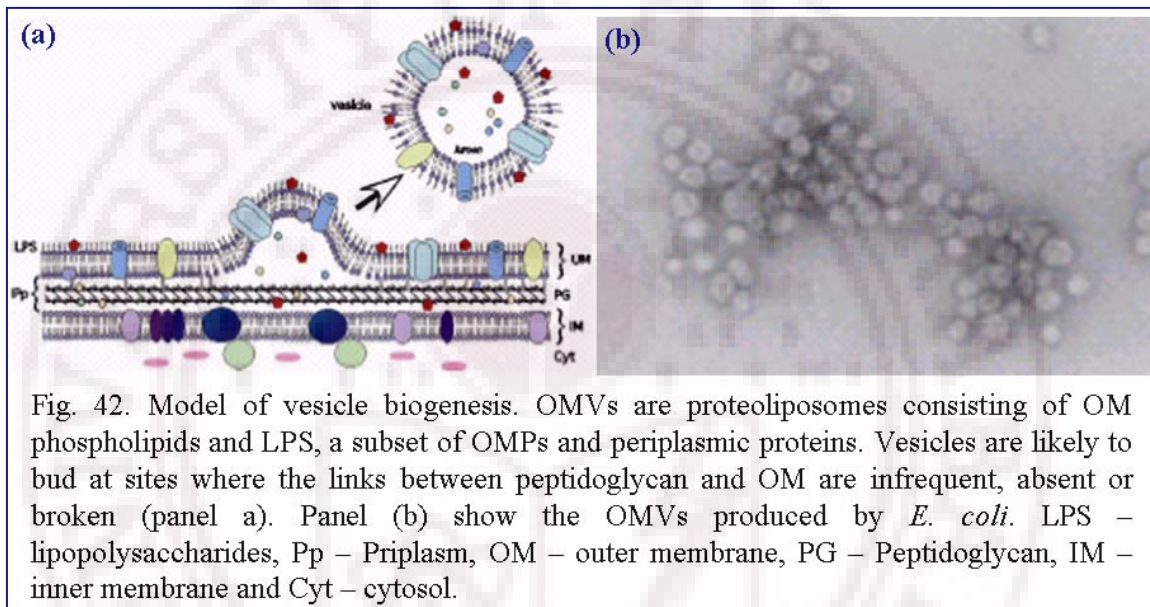 (a)
(b)
vesicle
lumen
LPS
OM
Pp
PG
IM
Cyt
Fig. 42. Model of vesicle biogenesis. OMVs are proteoliposomes consisting of OM
phospholipids and LPS, a subset of OMPs and periplasmic proteins. Vesicles are likely to
bud at sites where the links between peptidoglycan and OM are infrequent, absent or
broken (panel a). Panel (b) show the OMVs produced by E. coli. LPS –
lipopolysaccharides, Pp – Priplasm, OM – outer membrane, PG – Peptidoglycan, IM –
inner membrane and Cyt – cytosol.